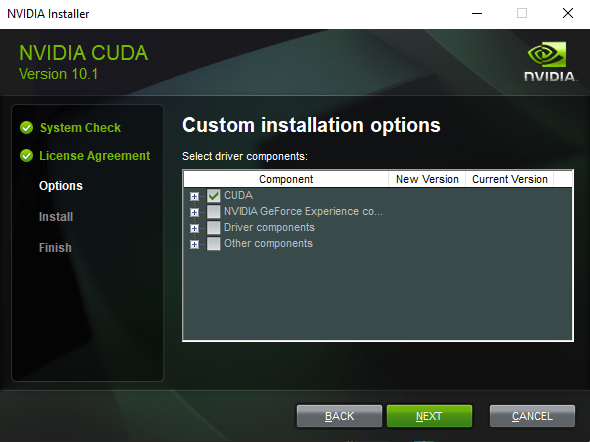 NVIDIA Installer
NVIDIA CUDA
Version 10.1
NVIDIA.
System Check
License Agreement
Options
Install
Finish
Custom installation options
Select driver components:
Component New Version Current Version
CUDA
NVIDIA GeForce Experience co...
Driver components
Other components
BACK NEXT CANCEL